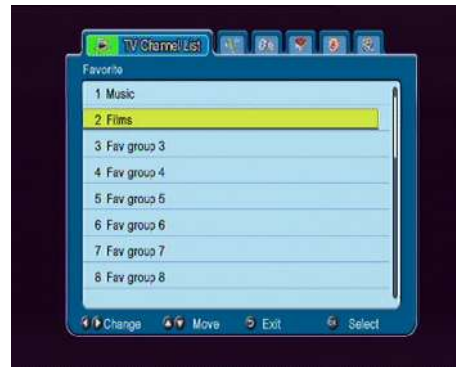 TV Channel List
Favorite
1 Music
2 Films
3 Fav group 3
4 Fav group 4
5 Fav group 5
6 Fav group 6
7 Fav group 7
8 Fav group 8
Change Move Exit Select